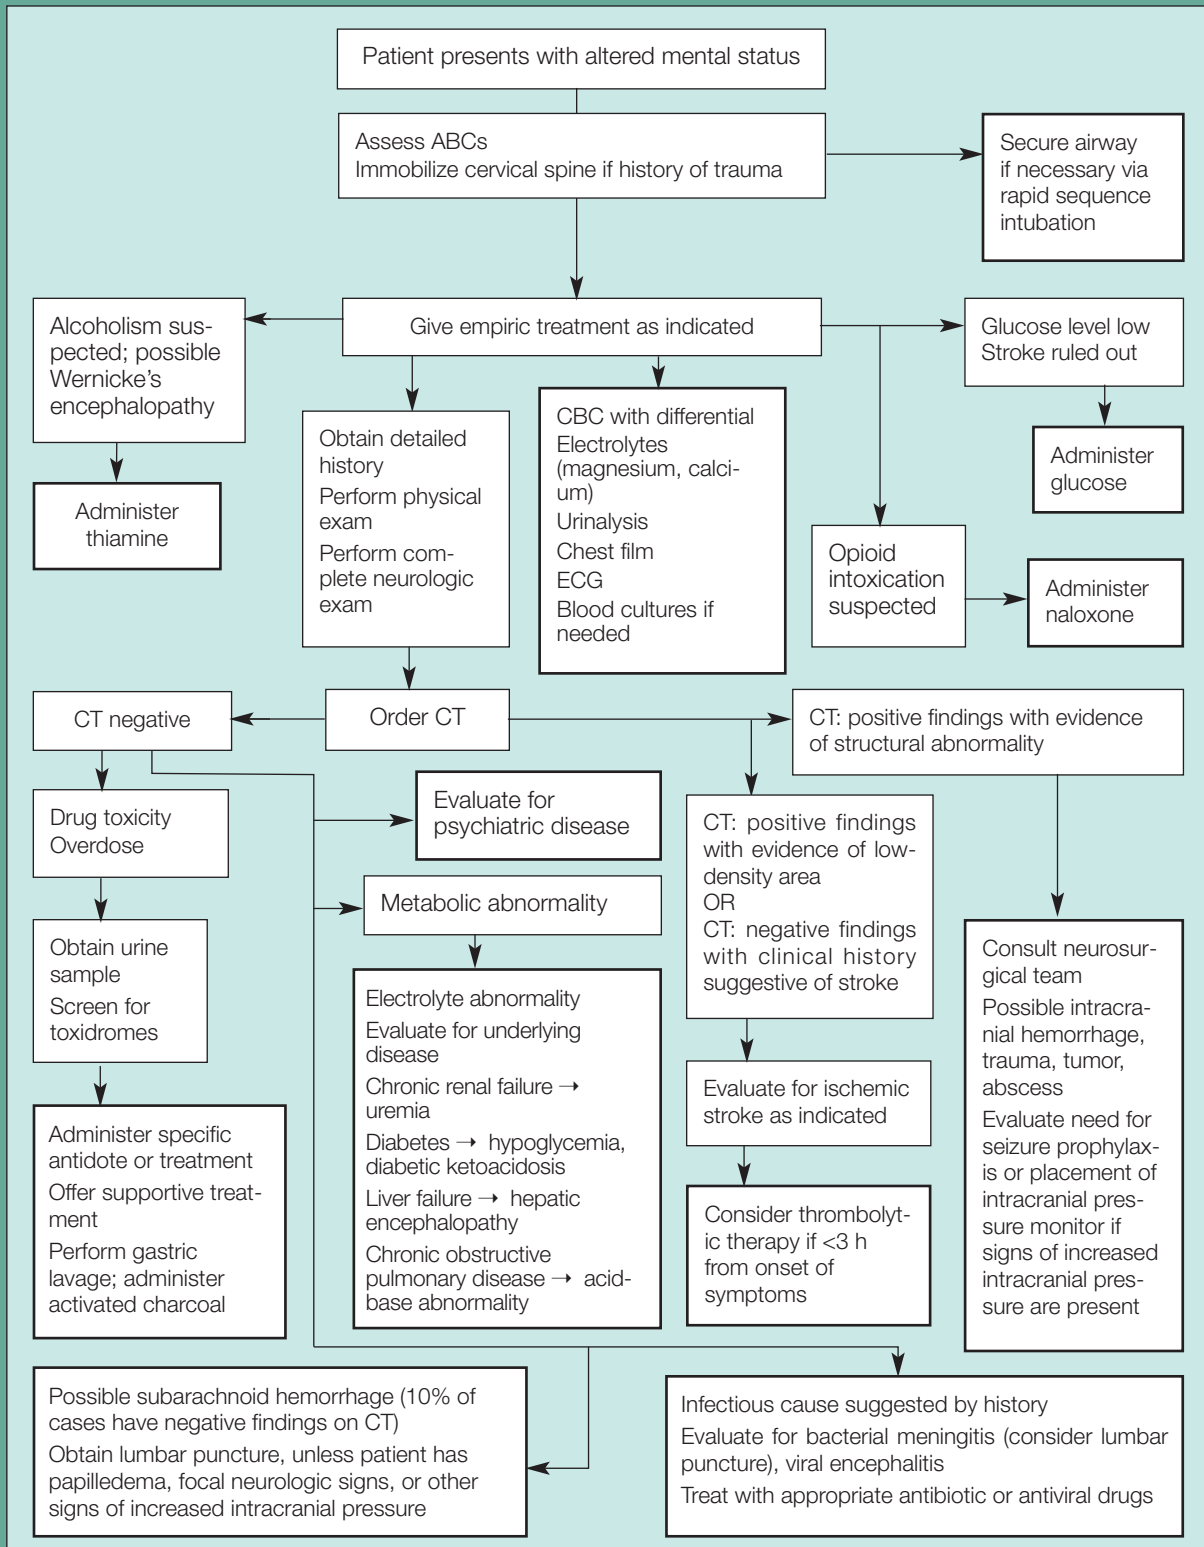 Patient presents with altered mental status
Assess ABCs
Immobilize cervical spine if history of trauma
Secure airway
if necessary via
rapid sequence
intubation
Alcoholism sus-
pected; possible
Wernicke's
encephalopathy
Give empiric treatment as indicated
Glucose level low
Stroke ruled out
Administer
thiamine
Obtain detailed
history
Perform physical
exam
Perform com-
plete neurologic
exam
CBC with differential
Electrolytes
(magnesium, calci-
um)
Urinalysis
Chest film
ECG
Blood cultures if
needed
Administer
glucose
Opioid
intoxication
suspected
Administer
naloxone
CT negative
Order CT
CT: positive findings with evidence
of structural abnormality
Drug toxicity
Overdose
Evaluate for
psychiatric disease
Metabolic abnormality
CT: positive findings
with evidence of low-
density area
OR
CT: negative findings
with clinical history
suggestive of stroke
Obtain urine
sample
Screen for
toxidromes
Electrolyte abnormality
Evaluate for underlying
disease
Chronic renal failure →
uremia
Diabetes → hypoglycemia,
diabetic ketoacidosis
Liver failure → hepatic
encephalopathy
Chronic obstructive
pulmonary disease → acid-
base abnormality
Evaluate for ischemic
stroke as indicated
Consult neurosur-
gical team
Possible intracra-
nial hemorrhage,
trauma, tumor,
abscess
Evaluate need for
seizure prophylax-
is or placement of
intracranial pres-
sure monitor if
signs of increased
intracranial pres-
sure are present
Administer specific
antidote or treatment
Offer supportive treat-
ment
Perform gastric
lavage; administer
activated charcoal
Consider thrombolyt-
ic therapy if <3 h
from onset of
symptoms
Possible subarachnoid hemorrhage (10% of
cases have negative findings on CT)
Obtain lumbar puncture, unless patient has
papilledema, focal neurologic signs, or other
signs of increased intracranial pressure
Infectious cause suggested by history
Evaluate for bacterial meningitis (consider lumbar
puncture), viral encephalitis
Treat with appropriate antibiotic or antiviral drugs